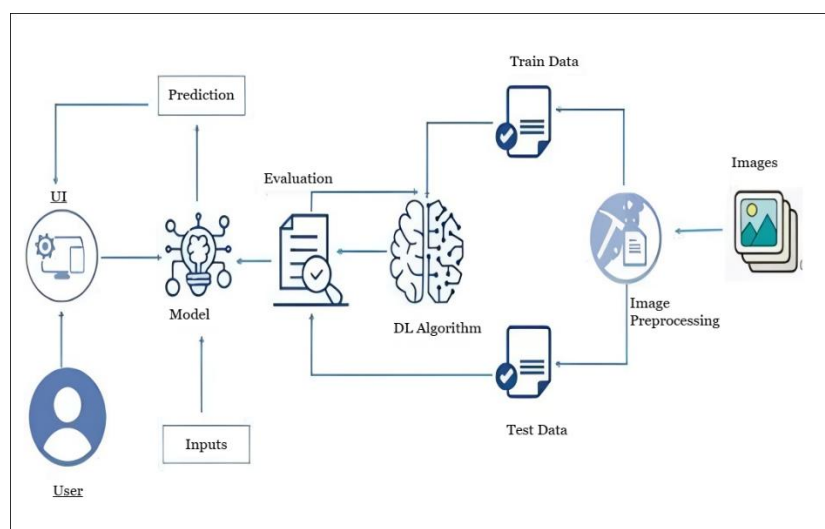 Train Data
Prediction
Images
Evaluation
UI
Model
DL Algorithm
Image
Preprocessing
Test Data
Inputs
User